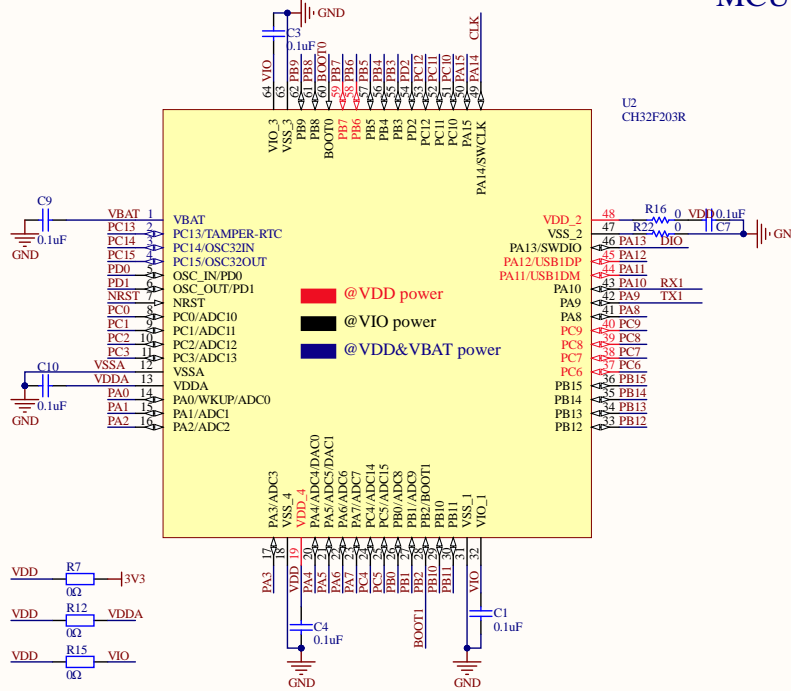 MCU
GND
C3
0.1uF
CLK
VIO
PB9
PB8
BOOT0
PB7
PB6
PB5
PB4
PB3
PD2
PC12
PC11
PC10
PA15
PA14
64
63
62
61
60
59
58
57
56
55
54
53
52
51
50
49
VIO_3
VSS_3
PB9
PB8
BOOT0
PB7
PB6
PB5
PB4
PB3
PD2
PC12
PC11
PC10
PA15
PA14/SWCLK
U2
CH32F203R
C9
0.1uF
GND
VBAT 1 VBAT
PC13 2 PC13/TAMPER-RTC
PC14 3 PC14/OSC32IN
PC15 4 PC15/OSC32OUT
PD0 5 OSC_IN/PD0
PD1 6 OSC_OUT/PD1
NRST 7 NRST
PC0 8 PC0/ADC10
PC1 9 PC1/ADC11
PC2 10 PC2/ADC12
PC3 11 PC3/ADC13
VSSA 12 VSSA
VDDA 13 VDDA
PA0 14 PA0/WKUP/ADC0
PA1 15 PA1/ADC1
PA2 16 PA2/ADC2
C10
0.1uF
GND
@VDD power
@VIO power
@VDD&VBAT power
VDD_2 48 R16 0 VDD 0.1uF
VSS_2 47 R22 0 C7
GN
PA13/SWDIO 46 PA13 DIO
PA12/USB1DP 45 PA12
PA11/USB1DM 44 PA11
PA10 43 PA10 RX1
PA9 42 PA9 TX1
PA8 41 PA8
PC9 40 PC9
PC8 39 PC8
PC7 38 PC7
PC6 37 PC6
PB15 36 PB15
PB14 35 PB14
PB13 34 PB13
PB12 33 PB12
PA3/ADC3
VSS_4
VDD_4
PA4/ADC4/DAC0
PA5/ADC5/DAC1
PA6/ADC6
PA7/ADC7
PC4/ADC14
PC5/ADC15
PB0/ADC8
PB1/ADC9
PB2/BOOT1
PB10
PB11
VSS_1
VIO_1
17
18
19
20
21
22
23
24
25
26
27
28
29
30
31
32
PA3
VDD
PA4
PA5
PA6
PA7
PC4
PC5
PB0
PB1
PB2
PB10
PB11
VIO
BOOT1
C4
0.1uF
GND
C1
0.1uF
GND
VDD R7 3V3
0Ω
VDD R12 VDDA
0Ω
VDD R15 VIO
0Ω